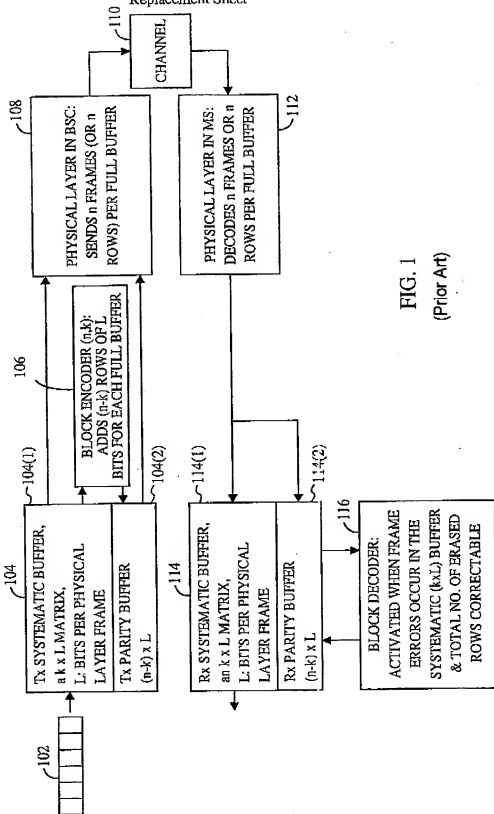 Replacement Sheet
102
104
Tx SYSTEMATIC BUFFER,
a k x L MATRIX,
L: BITS PER PHYSICAL
LAYER FRAME
104(1)
Tx PARITY BUFFER
(n-k) x L
104(2)
106
BLOCK ENCODER (n,k):
ADDS (n-k) ROWS OF L
BITS FOR EACH FULL BUFFER
108
PHYSICAL LAYER IN BSC:
SENDS n FRAMES (OR n
ROWS) PER FULL BUFFER
110
CHANNEL
112
PHYSICAL LAYER IN MS:
DECODES n FRAMES OR n
ROWS PER FULL BUFFER
114
Rx SYSTEMATIC BUFFER,
an k x L MATRIX,
L: BITS PER PHYSICAL
LAYER FRAME
114(1)
Rx PARITY BUFFER
(n-k) x L
114(2)
116
BLOCK DECODER:
ACTIVATED WHEN FRAME
ERRORS OCCUR IN THE
SYSTEMATIC (kxL) BUFFER
& TOTAL NO. OF ERASED
ROWS CORRECTABLE
FIG. 1
(Prior Art)